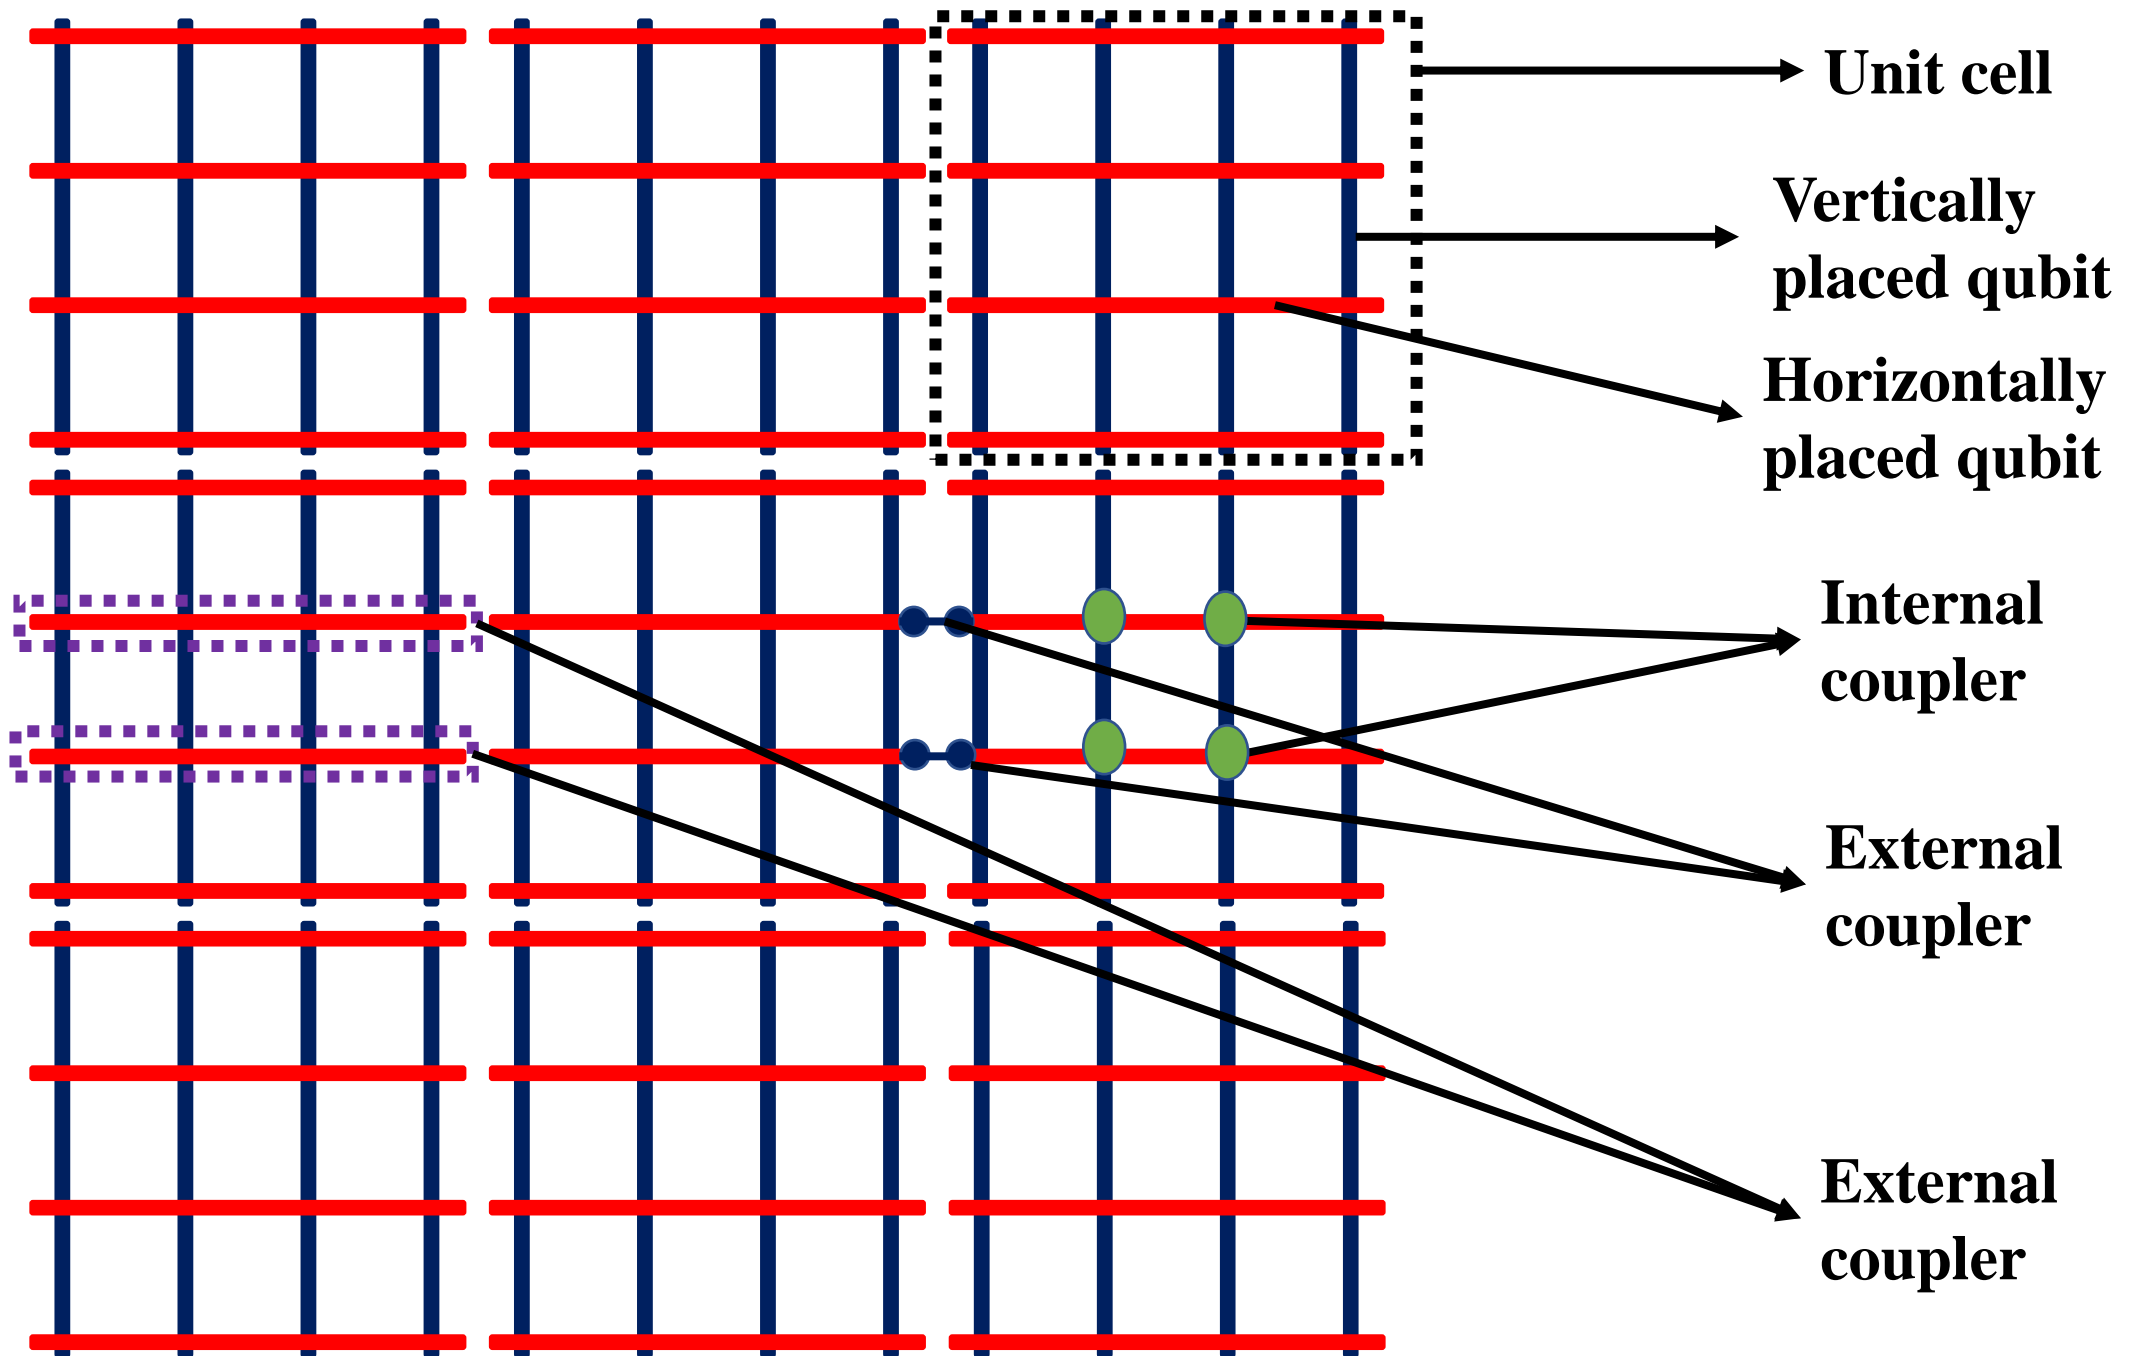 Unit cell
Vertically
placed qubit
Horizontally
placed qubit
Internal
coupler
External
coupler
External
coupler